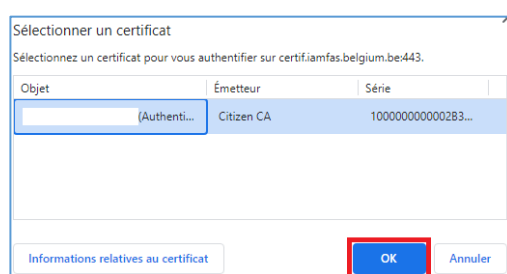 Sélectionner un certificat
Sélectionnez un certificat pour vous authentifier sur certif.iamfas.belgium.be:443.
Objet Émetteur Série
(Authenti... Citizen CA 1000000000002B3...
Informations relatives au certificat OK Annuler